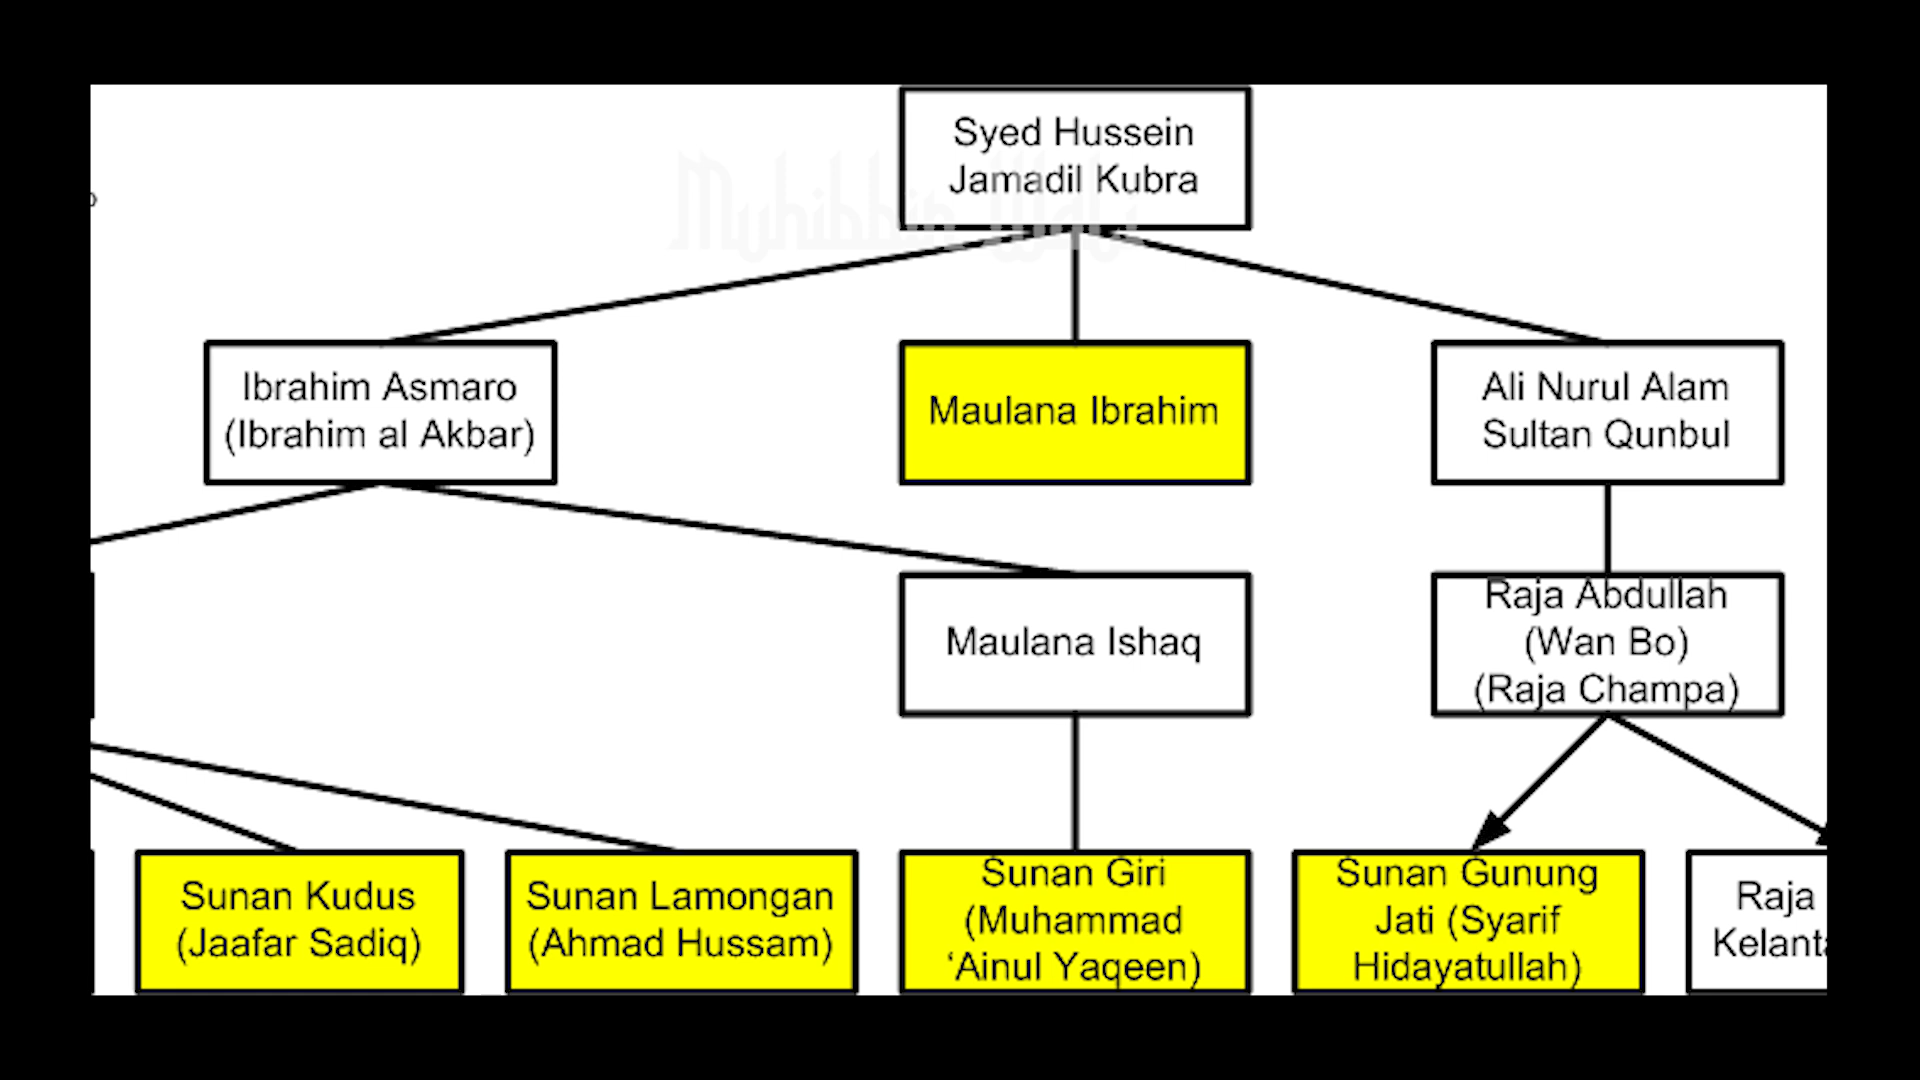 Syed Hussein
Jamadil Kubra
Muhibbin Wali
Ibrahim Asmaro
(Ibrahim al Akbar)
Maulana Ibrahim
Ali Nurul Alam
Sultan Qunbul
Maulana Ishaq
Raja Abdullah
(Wan Bo)
(Raja Champa)
Sunan Kudus
(Jaafar Sadiq)
Sunan Lamongan
(Ahmad Hussam)
Sunan Giri
(Muhammad
‘Ainul Yaqeen)
Sunan Gunung
Jati (Syarif
Hidayatullah)
Raja